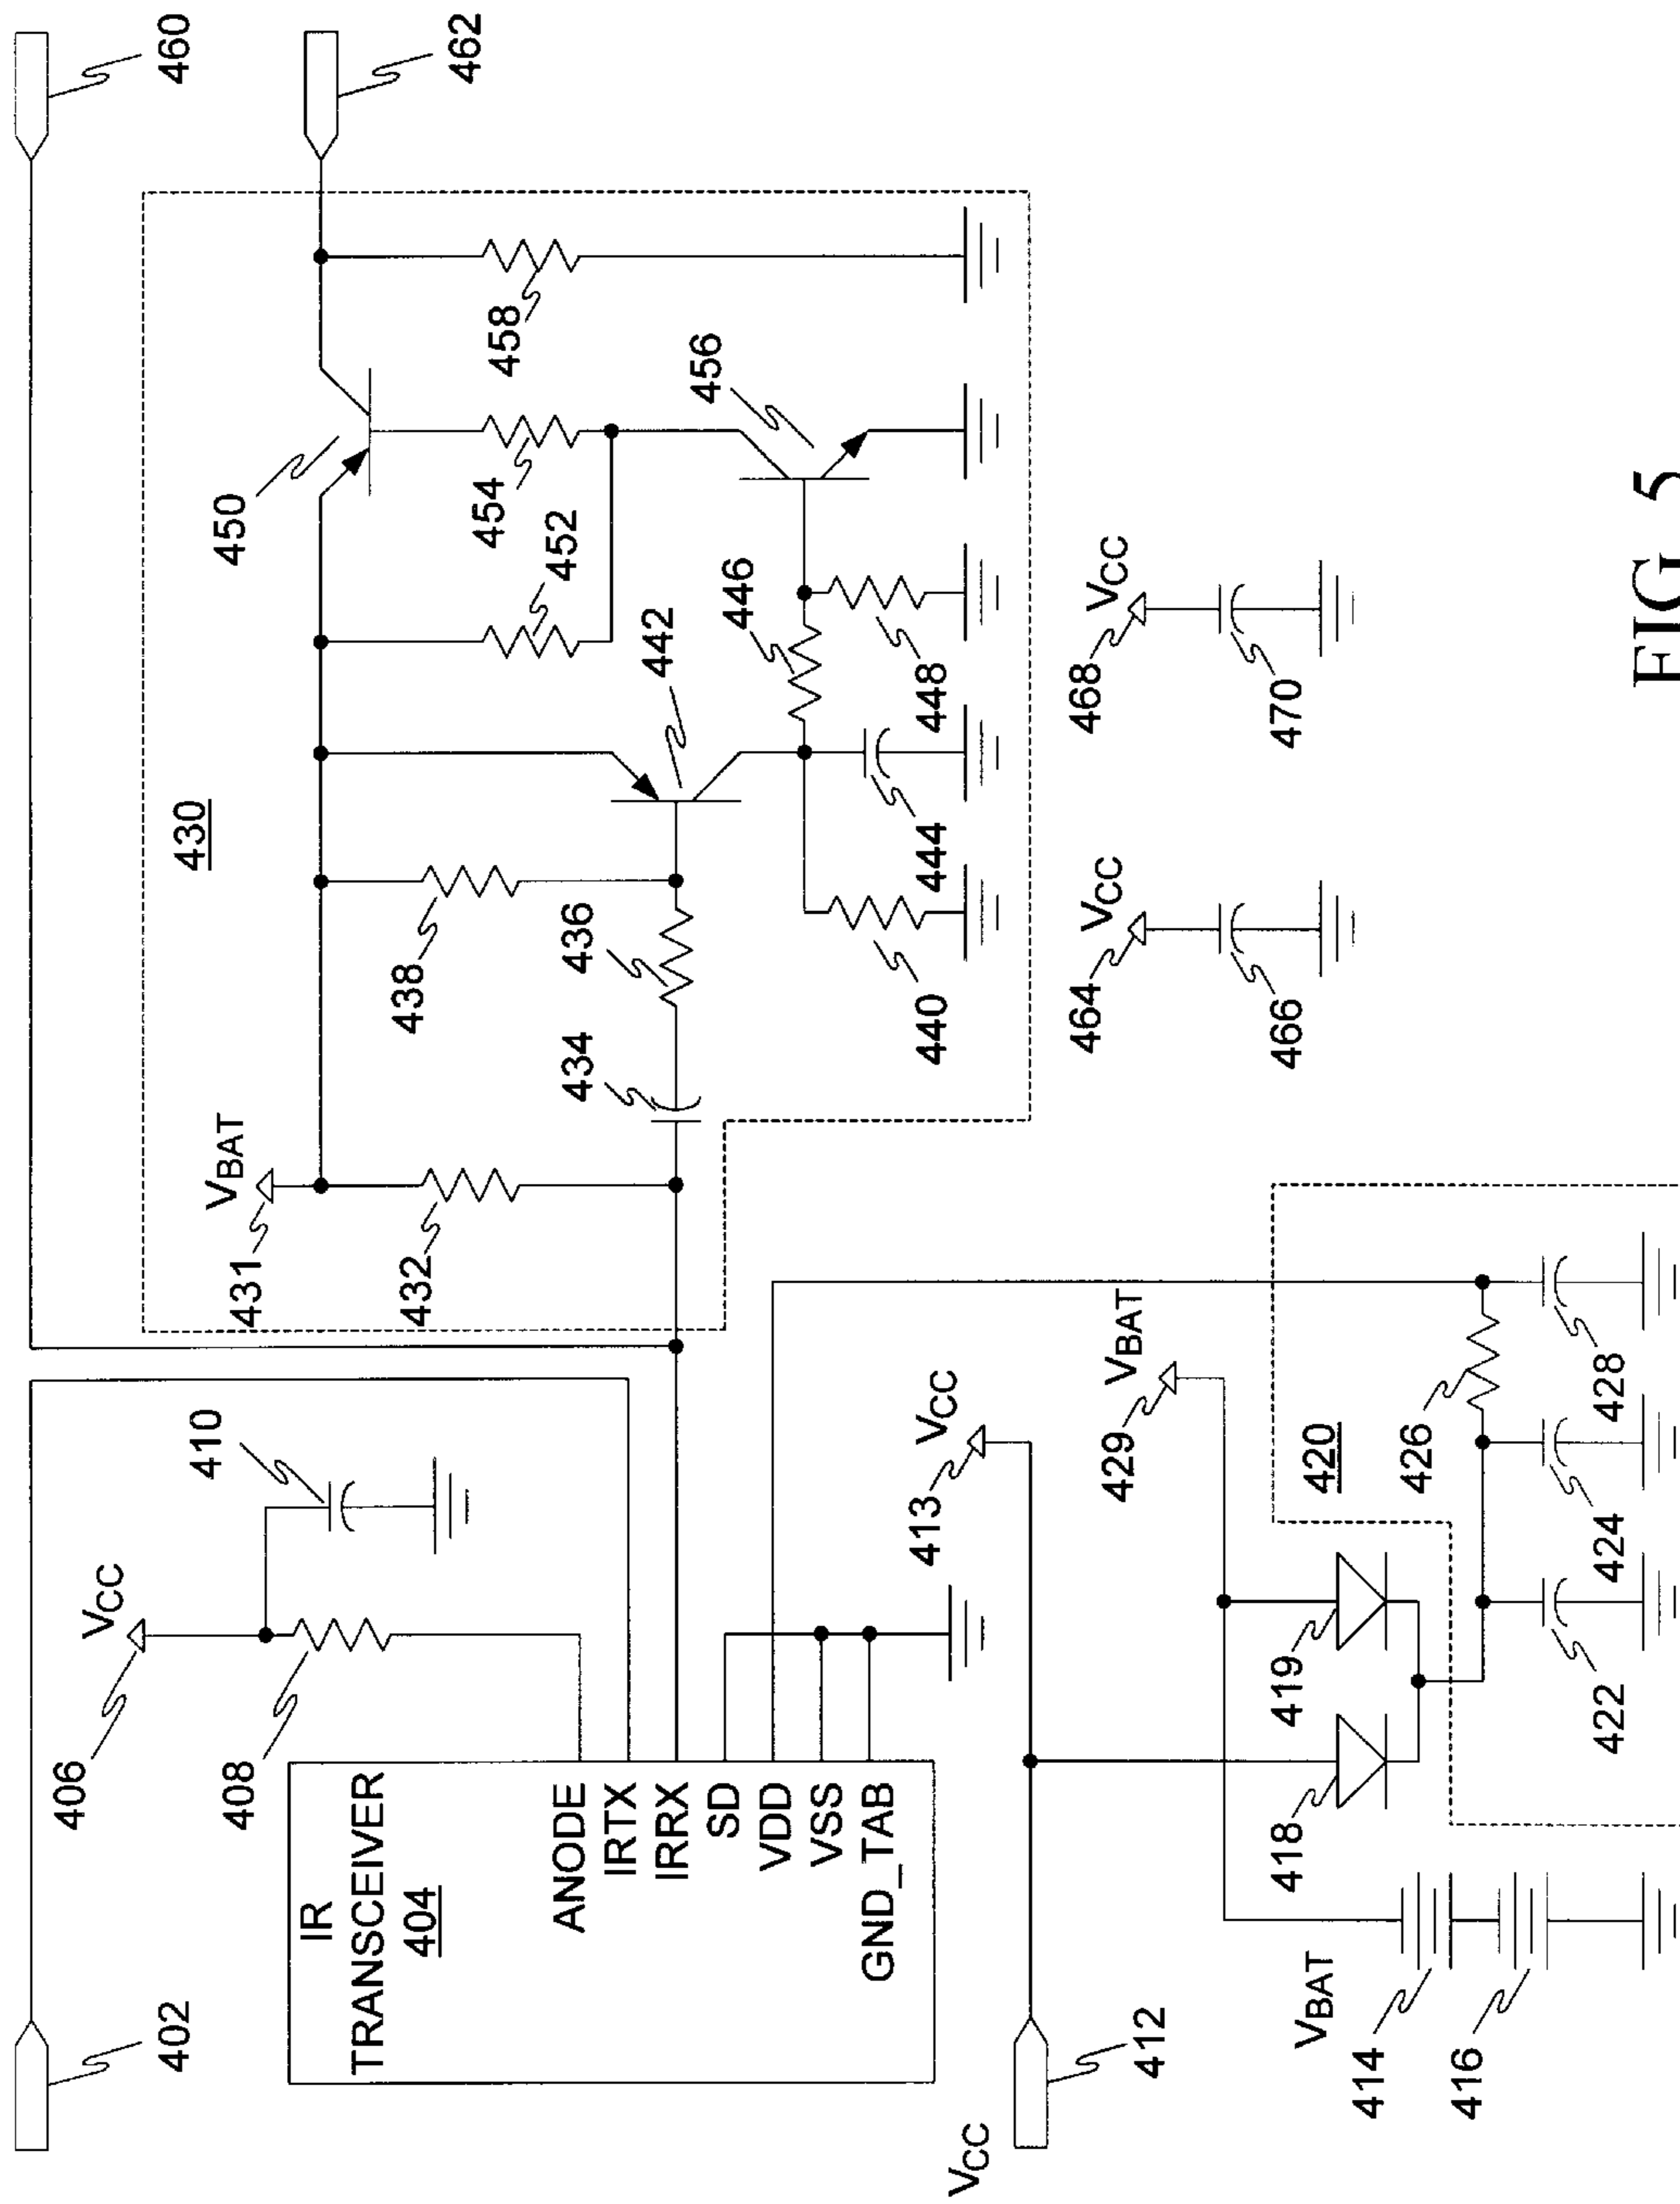 460
462
402
406
VCC
410
408
IR
TRANSCEIVER
404
ANODE
IRTX
IRRX
SD
VDD
VSS
GND_TAB
430
431
VBAT
432
434
436
438
440
442
444
446
448
450
452
454
456
458
VCC
412
413
VCC
VBAT
414
416
418
419
429
VBAT
420
422
424
426
428
464
VCC
466
468
VCC
470
FIG 5